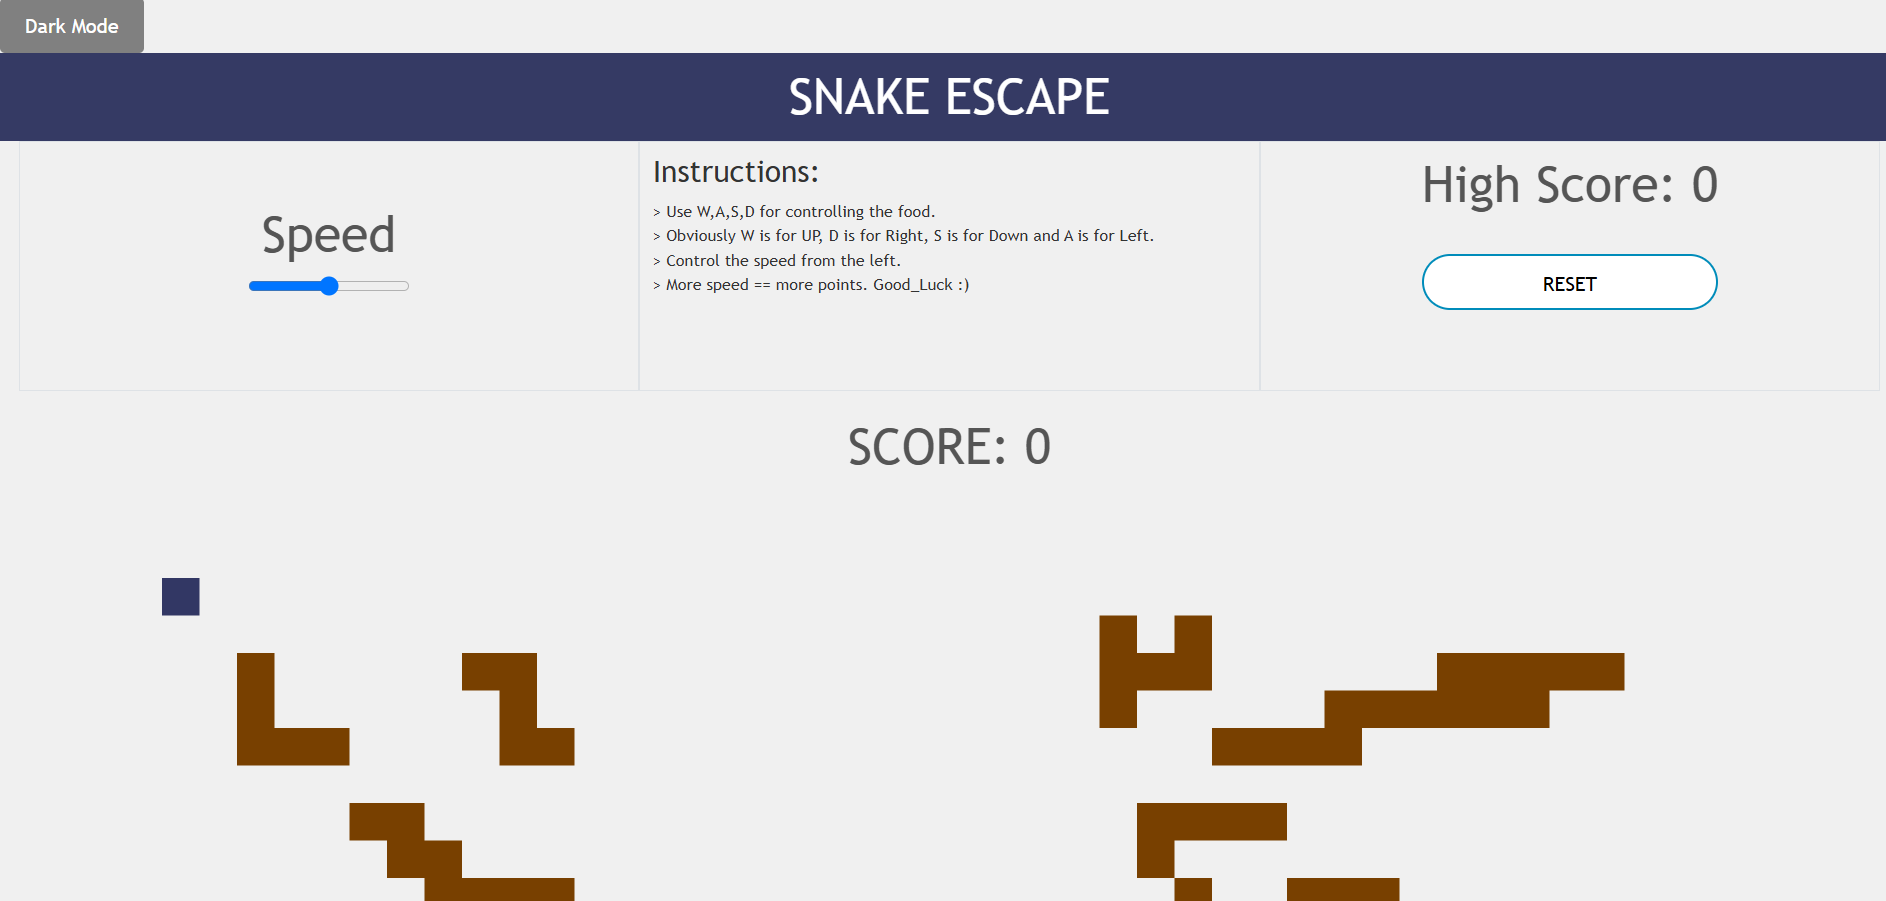 Dark Mode
SNAKE ESCAPE
Speed
Instructions:
> Use W,A,S,D for controlling the food.
> Obviously W is for UP, D is for Right, S is for Down and A is for Left.
> Control the speed from the left.
> More speed == more points. Good_Luck :)
High Score: 0
RESET
SCORE: 0